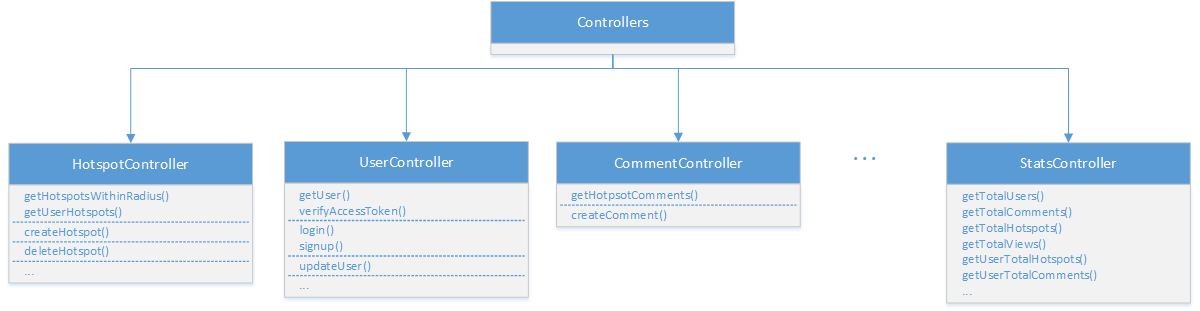 Controllers
HotspotController
getHotspotsWithinRadius()
getUserHotspots()
createHotspot()
deleteHotspot()
...
UserController
getUser()
verifyAccessToken()
login()
signup()
updateUser()
...
CommentController
getHotpsotComments()
createComment()
...
StatsController
getTotalUsers()
getTotalComments()
getTotalHotspots()
getTotalViews()
getUserTotalHotspots()
getUserTotalComments()
...